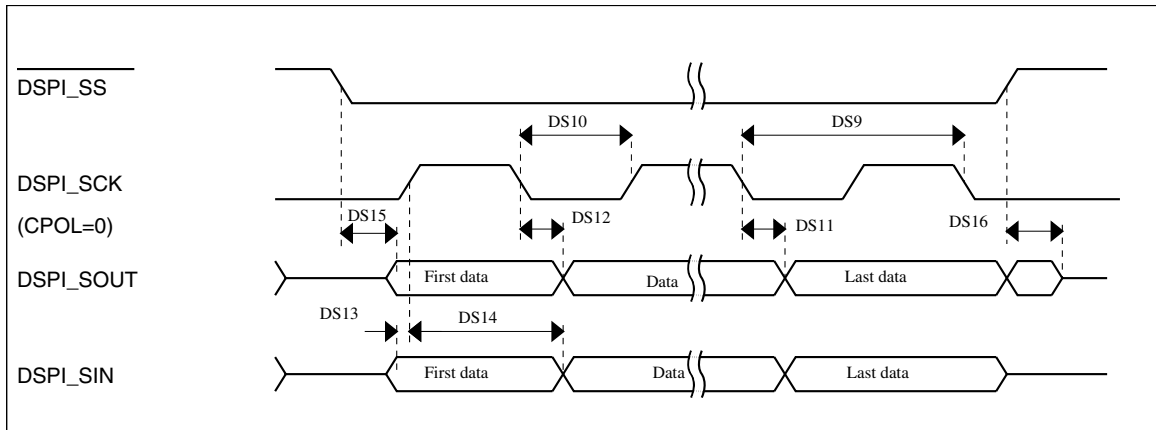 DSPI_SS
DS10
DS9
DSPI_SCK
(CPOL=0)
DS15
DS12
DS11
DS16
DSPI_SOUT
First data
Data
Last data
DS13
DS14
DSPI_SIN
First data
Data
Last data